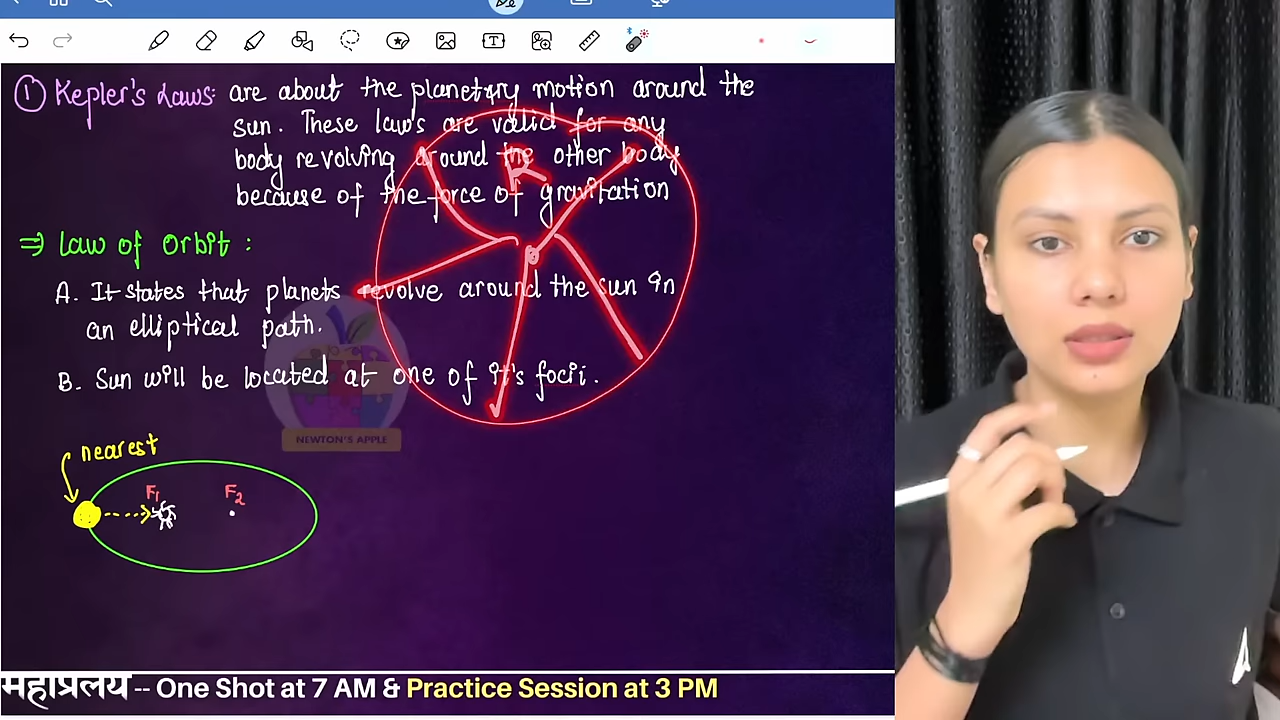 ① Kepler's Laws: are about the planetary motion around the
sun. These laws are valid for any
body revolving around the other body
because of the force of gravitation
R
⇒ Law of Orbit :
A. It states that planets revolve around the sun in
an elliptical path.
B. Sun will be located at one of it's focii.
NEWTON'S APPLE
nearest
F₁ F₂
महाप्रलय -- One Shot at 7 AM & Practice Session at 3 PM